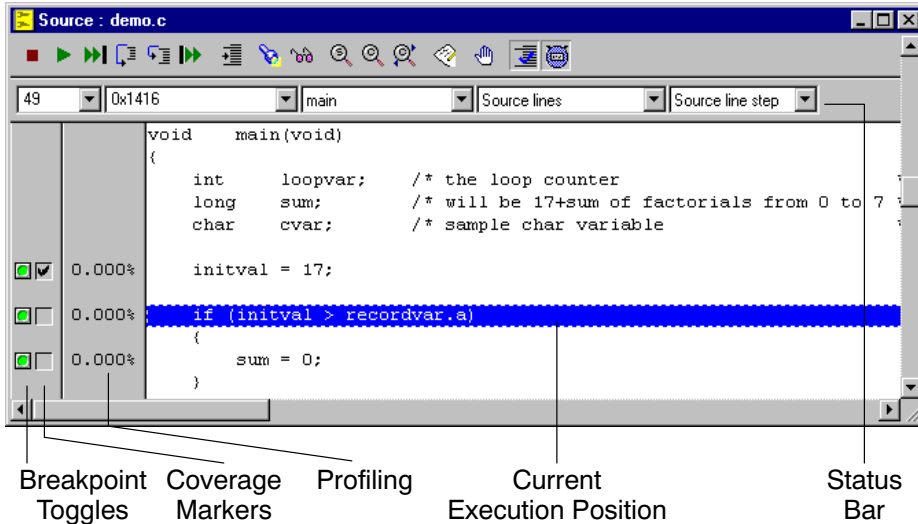 Source : demo.c
49 0x1416 main Source lines Source line step
void main(void)
{
int loopvar; /* the loop counter *
long sum; /* will be 17+sum of factorials from 0 to 7 *
char cvar; /* sample char variable *
0.000% initval = 17;
0.000% if (initval > recordvar.a)
{
0.000% sum = 0;
}
Breakpoint Coverage Profiling Current Status
Toggles Markers Execution Position Bar